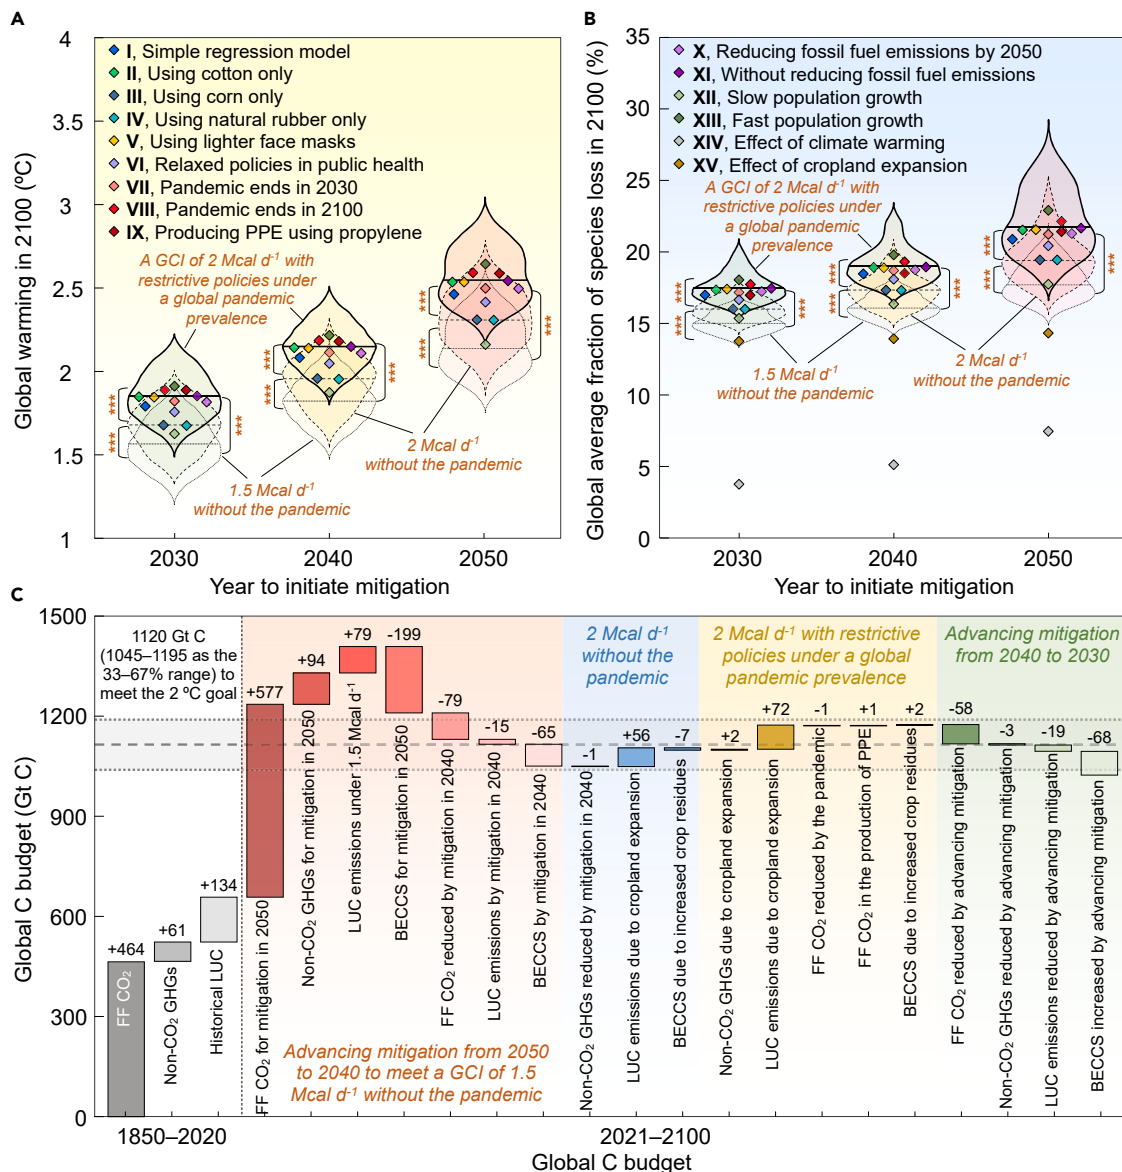 A
Global warming in 2100 (ºC)
4
3.5
3
2.5
2
1.5
1
I, Simple regression model
II, Using cotton only
III, Using corn only
IV, Using natural rubber only
V, Using lighter face masks
VI, Relaxed policies in public health
VII, Pandemic ends in 2030
VIII, Pandemic ends in 2100
IX, Producing PPE using propylene
A GCI of 2 Mcal d⁻¹ with
restrictive policies under
a global pandemic
prevalence
***
***
***
***
***
***
***
***
***
2 Mcal d⁻¹
without the pandemic
1.5 Mcal d⁻¹
without the pandemic
2030
2040
2050
Year to initiate mitigation
B
Global average fraction of species loss in 2100 (%)
35
30
25
20
15
10
5
0
X, Reducing fossil fuel emissions by 2050
XI, Without reducing fossil fuel emissions
XII, Slow population growth
XIII, Fast population growth
XIV, Effect of climate warming
XV, Effect of cropland expansion
A GCI of 2 Mcal d⁻¹ with
restrictive policies under
a global pandemic
prevalence
***
***
***
***
***
***
***
***
***
1.5 Mcal d⁻¹
without the pandemic
2 Mcal d⁻¹
without the pandemic
2030
2040
2050
Year to initiate mitigation
C
Global C budget (Gt C)
1500
1200
900
600
300
0
1120 Gt C
(1045–1195 as the
33–67% range) to
meet the 2 ºC goal
2 Mcal d⁻¹
without the
pandemic
2 Mcal d⁻¹ with restrictive
policies under a global
pandemic prevalence
Advancing mitigation
from 2040 to 2030
+464
FF CO₂
+61
Non-CO₂ GHGs
+134
Historical LUC
+577
FF CO₂ for mitigation in 2050
+94
Non-CO₂ GHGs for mitigation in 2050
+79
LUC emissions under 1.5 Mcal d⁻¹
-199
BECCS for mitigation in 2050
-79
FF CO₂ reduced by mitigation in 2040
-15
LUC emissions by mitigation in 2040
-65
BECCS by mitigation in 2040
-1
Non-CO₂ GHGs reduced by mitigation in 2040
+56
LUC emissions due to cropland expansion
-7
BECCS due to increased crop residues
+2
Non-CO₂ GHGs due to cropland expansion
+72
LUC emissions due to cropland expansion
-1
FF CO₂ reduced by the pandemic
+1
FF CO₂ in the production of PPE
+2
BECCS due to increased crop residues
-58
FF CO₂ reduced by advancing mitigation
-3
Non-CO₂ GHGs reduced by advancing mitigation
-19
LUC emissions reduced by advancing mitigation
-68
BECCS increased by advancing mitigation
Advancing mitigation from 2050
to 2040 to meet a GCI of 1.5
Mcal d⁻¹ without the pandemic
1850–2020
2021–2100
Global C budget